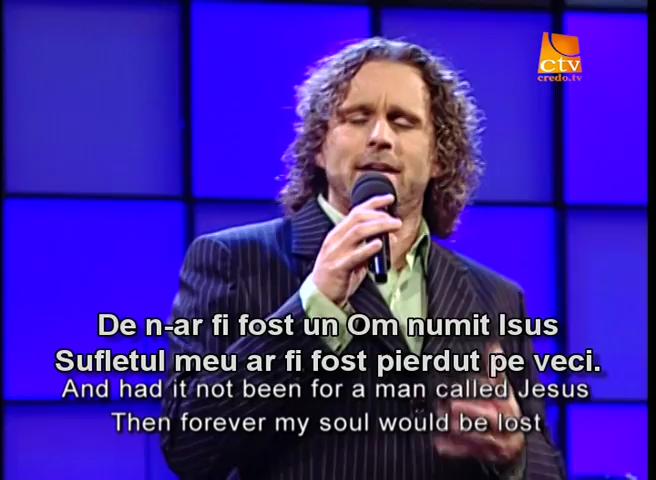 ctv
credo.tv
De n-ar fi fost un Om numit Isus
Sufletul meu ar fi fost pierdut pe veci.
And had it not been for a man called Jesus
Then forever my soul would be lost